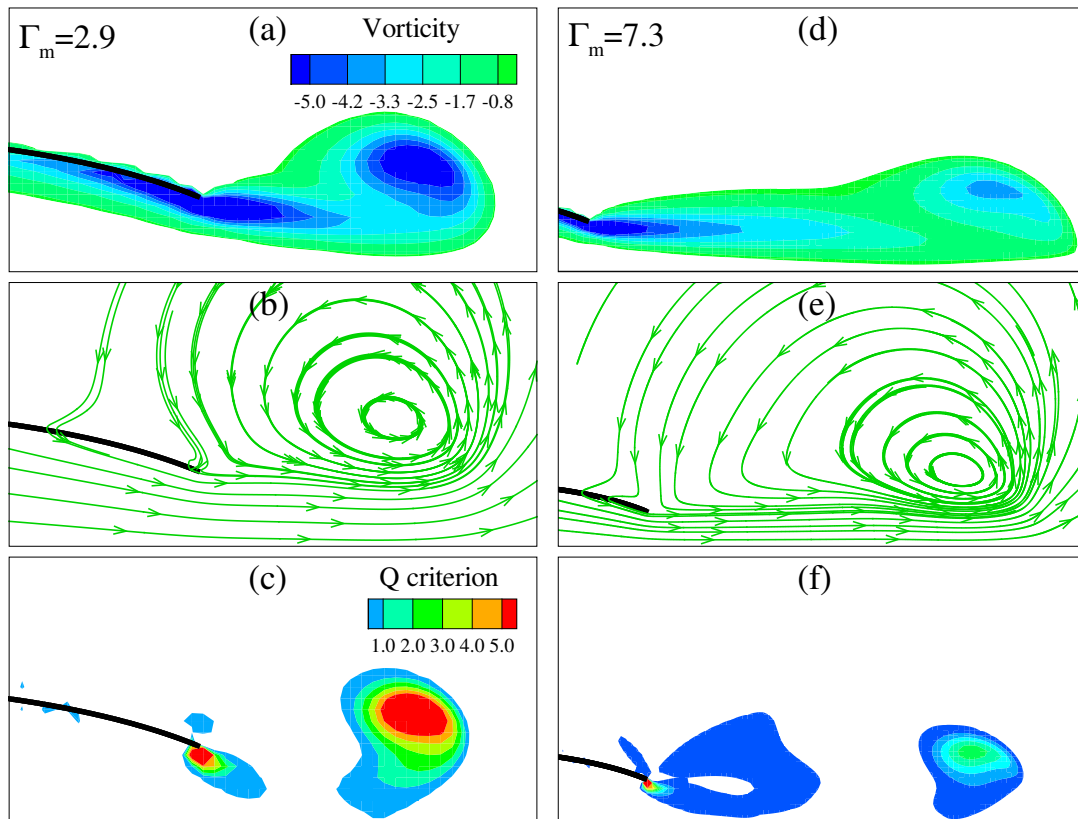 Γm=2.9
(a)
Vorticity
-5.0 -4.2 -3.3 -2.5 -1.7 -0.8
Γm=7.3
(d)
(b)
(e)
(c)
Q criterion
1.0 2.0 3.0 4.0 5.0
(f)